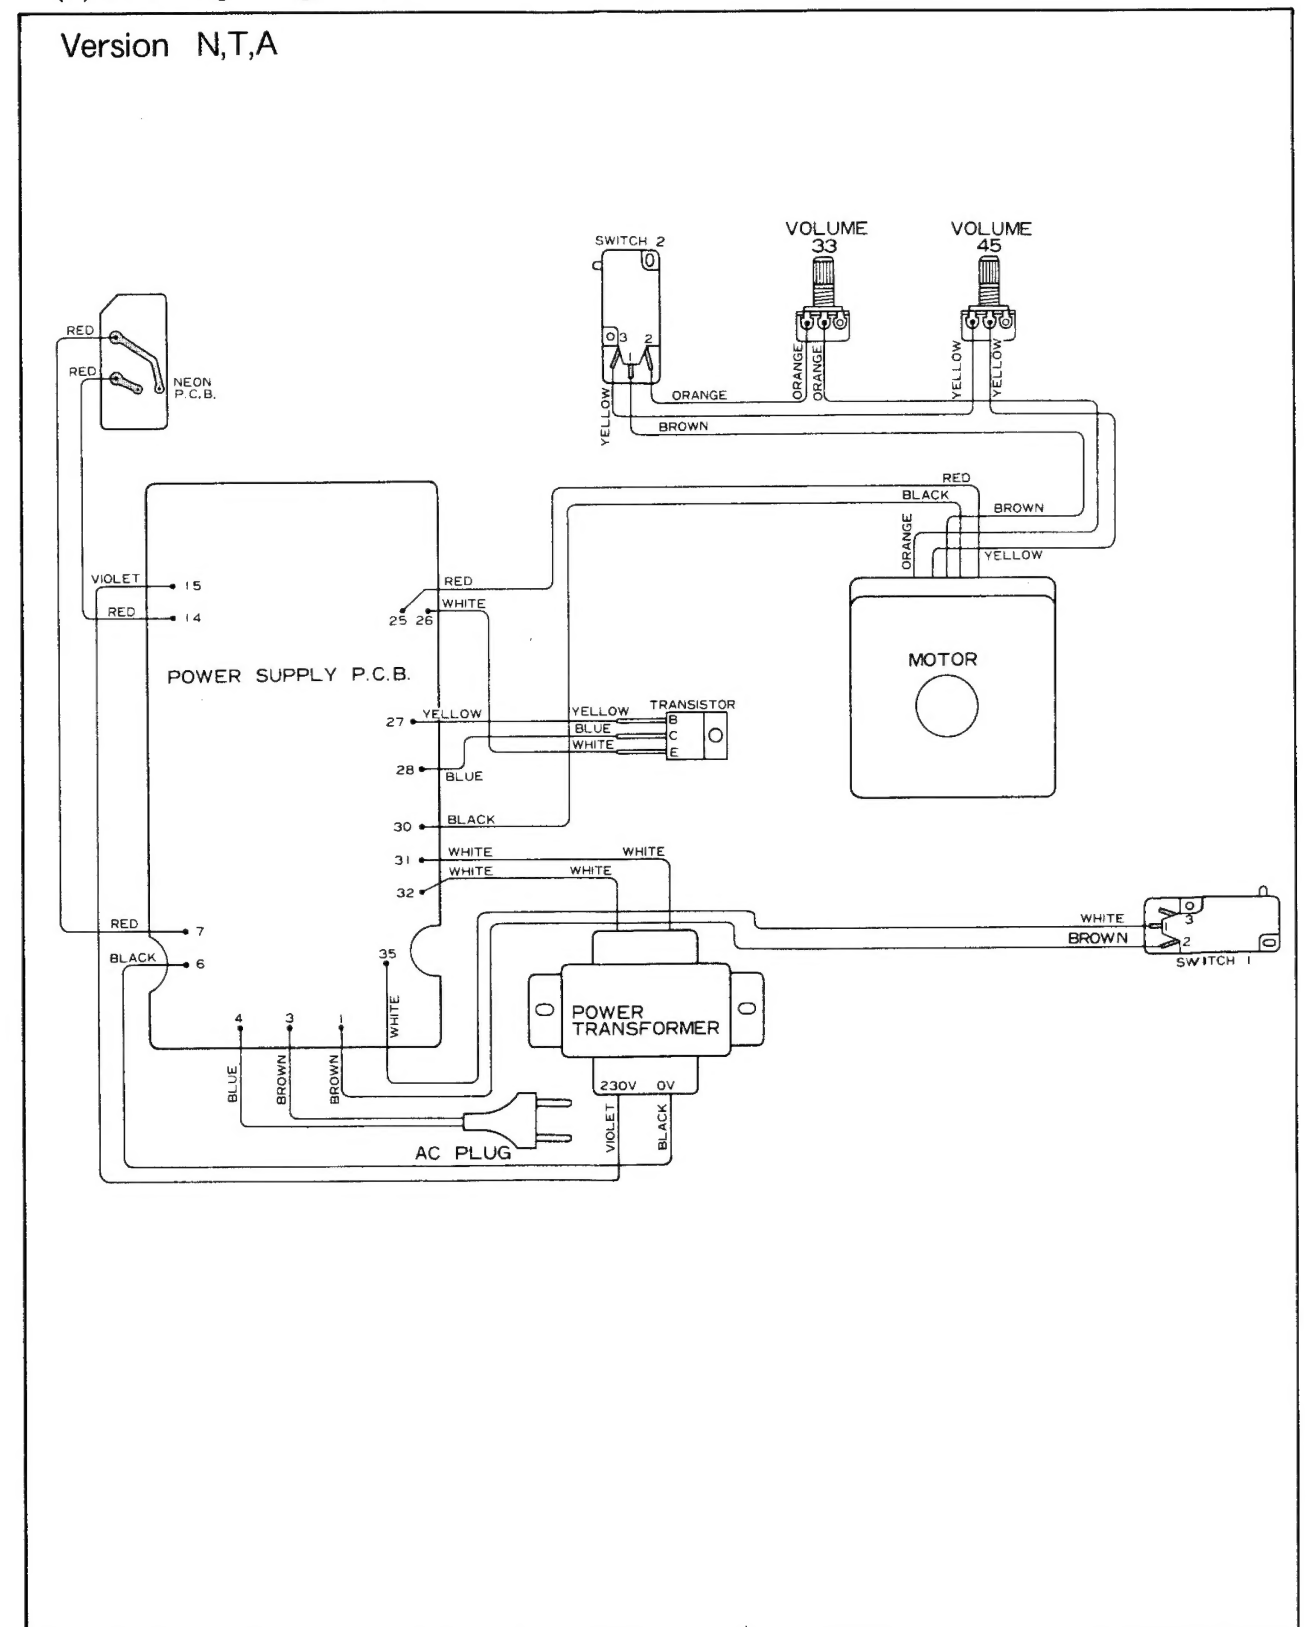 Version N,T,A
VOLUME
33
VOLUME
45
SWITCH 2
3
1
2
RED
RED
NEON
P.C.B.
ORANGE
ORANGE
YELLOW
YELLOW
YELLOW
ORANGE
BROWN
RED
BLACK
BROWN
ORANGE
YELLOW
VIOLET
15
RED
14
RED
WHITE
25 26
POWER SUPPLY P.C.B.
MOTOR
27
YELLOW
YELLOW
BLUE
WHITE
TRANSISTOR
B
C
E
28
BLUE
30
BLACK
31
WHITE
WHITE
32
WHITE
WHITE
RED
7
BLACK
6
35
WHITE
WHITE
BROWN
3
1
2
SWITCH 1
4
3
1
BLUE
BROWN
BROWN
POWER
TRANSFORMER
230V
0V
VIOLET
BLACK
AC PLUG